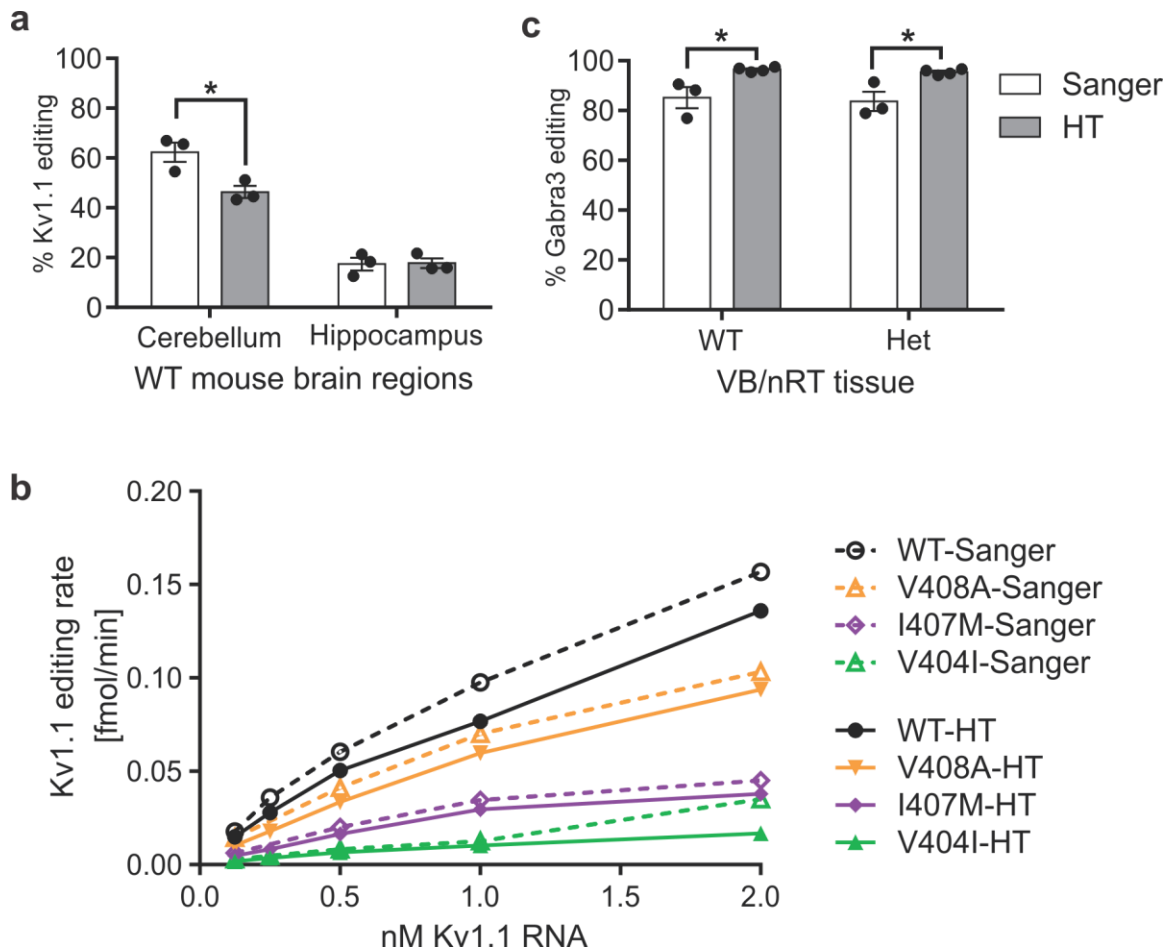 a
% Kv1.1 editing
100
80
60
40
20
0
*
Cerebellum
Hippocampus
WT mouse brain regions
c
% Gabra3 editing
100
80
60
40
20
0
*
*
WT
Het
VB/nRT tissue
Sanger
HT
b
Kv1.1 editing rate
[fmol/min]
0.20
0.15
0.10
0.05
0.00
0.0
0.5
1.0
1.5
2.0
nM Kv1.1 RNA
WT-Sanger
V408A-Sanger
I407M-Sanger
V404I-Sanger
WT-HT
V408A-HT
I407M-HT
V404I-HT